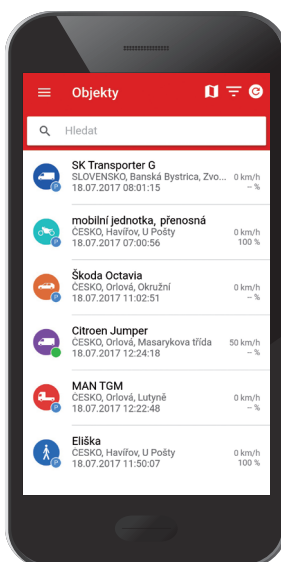 Objekty
Hledat
SK Transporter G
SLOVENSKO, Banská Bystrica, Zvo... 0 km/h
18.07.2017 08:01:15 -- %
mobilní jednotka, přenosná
ČESKO, Havířov, U Pošty 0 km/h
18.07.2017 07:00:56 100 %
Škoda Octavia
ČESKO, Orlová, Okružní 0 km/h
18.07.2017 11:02:51 -- %
Citroen Jumper
ČESKO, Orlová, Masarykova třída 50 km/h
18.07.2017 12:24:18 -- %
MAN TGM
ČESKO, Orlová, Lutyně 0 km/h
18.07.2017 12:22:48 -- %
Eliška
ČESKO, Havířov, U Pošty 0 km/h
18.07.2017 11:50:07 100 %